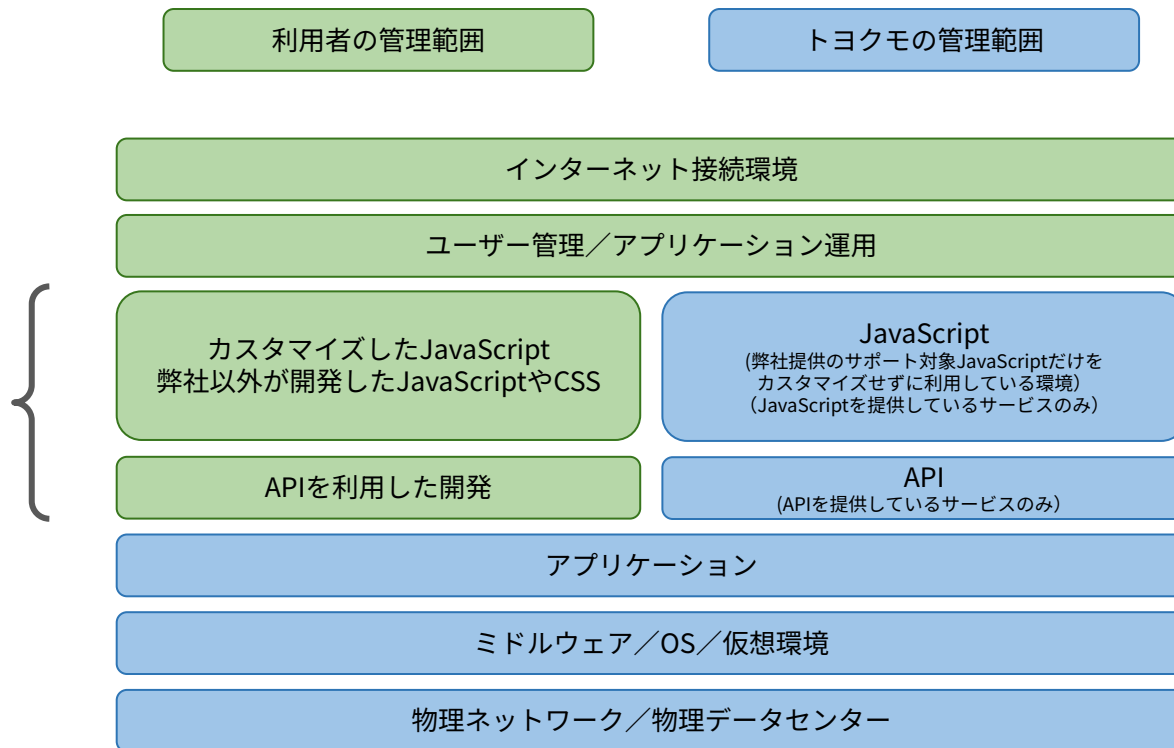 利用者の管理範囲
トヨクモの管理範囲
インターネット接続環境
ユーザー管理／アプリケーション運用
カスタマイズしたJavaScript
弊社以外が開発したJavaScriptやCSS
JavaScript
(弊社提供のサポート対象JavaScriptだけを
カスタマイズせずに利用している環境）
（JavaScriptを提供しているサービスのみ）
APIを利用した開発
API
(APIを提供しているサービスのみ）
アプリケーション
ミドルウェア／OS／仮想環境
物理ネットワーク／物理データセンター